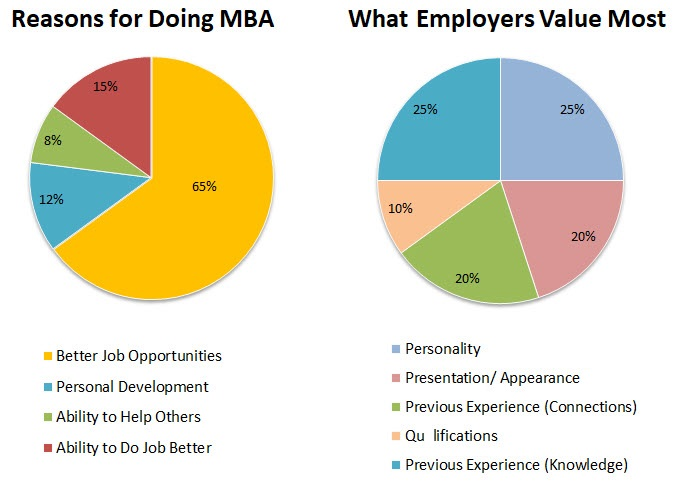 Reasons for Doing MBA
15%
8%
12%
65%
Better Job Opportunities
Personal Development
Ability to Help Others
Ability to Do Job Better
What Employers Value Most
25%
25%
10%
20%
20%
Personality
Presentation/ Appearance
Previous Experience (Connections)
Qu lifications
Previous Experience (Knowledge)